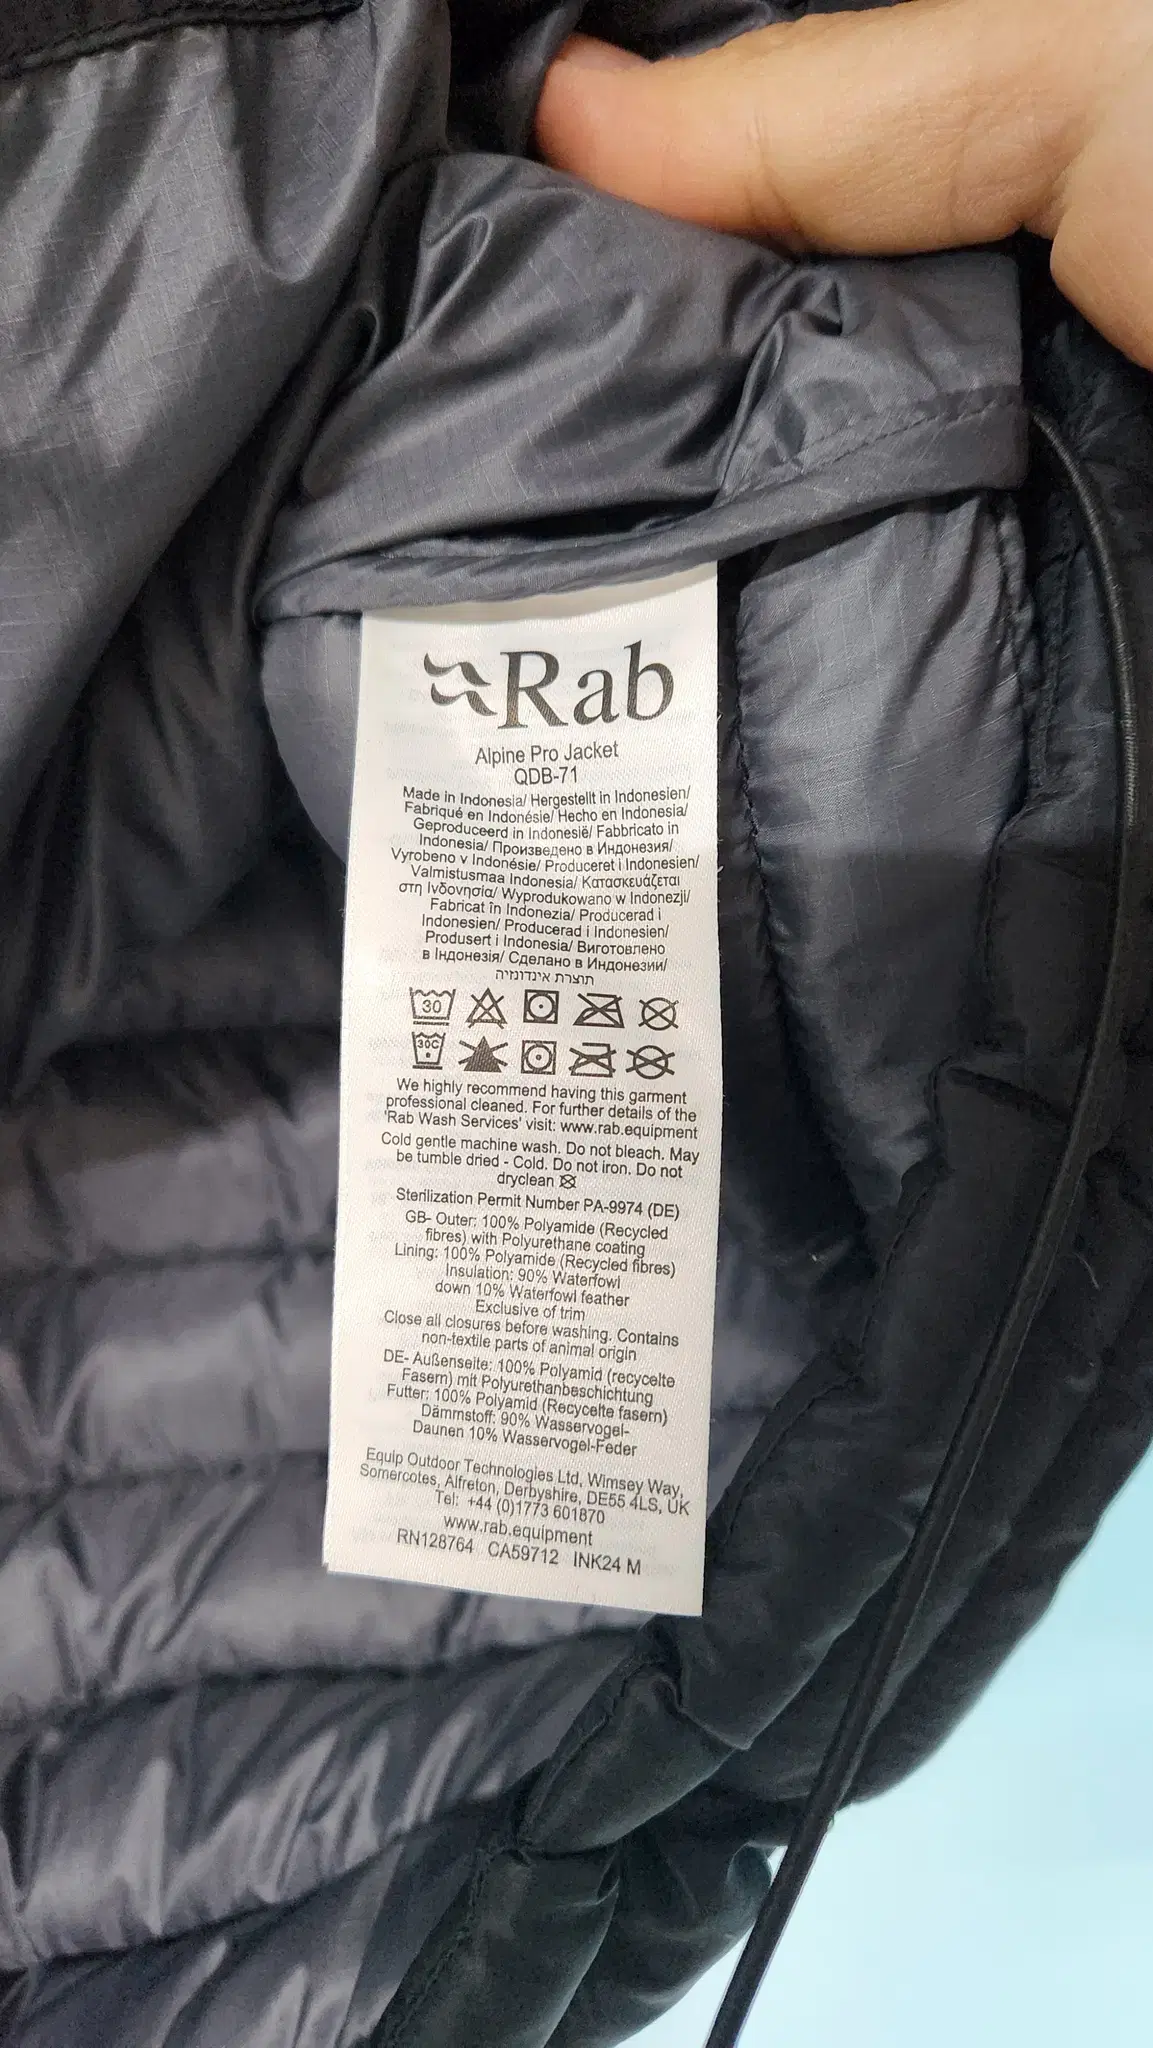 Rab
Alpine Pro Jacket
QDB-71
Made in Indonesia/ Hergestellt in Indonesien/
Fabriqué en Indonésie/ Hecho en Indonesia/
Geproduceerd in Indonesië/ Fabbricato in
Indonesia/ Произведено в Индонезия/
Vyrobeno v Indonésie/ Produceret i Indonesien/
Valmistusmaa Indonesia/ Κατασκευάζεται
στη Ινδονησία/ Wyprodukowano w Indonezji/
Fabricat în Indonezia/ Producerad i
Indonesien/ Producerad i Indonesien/
Produsert i Indonesia/ Виготовлено
в Індонезія/ Сделано в Индонезии/
תוצרת אינדונזיה
30
30C
We highly recommend having this garment
professional cleaned. For further details of the
'Rab Wash Services' visit: www.rab.equipment
Cold gentle machine wash. Do not bleach. May
be tumble dried - Cold. Do not iron. Do not
dryclean
Sterilization Permit Number PA-9974 (DE)
GB- Outer: 100% Polyamide (Recycled
fibres) with Polyurethane coating
Lining: 100% Polyamide (Recycled fibres)
Insulation: 90% Waterfowl
down 10% Waterfowl feather
Exclusive of trim
Close all closures before washing. Contains
non-textile parts of animal origin
DE- Außenseite: 100% Polyamid (recycelte
Fasern) mit Polyurethanbeschichtung
Futter: 100% Polyamid (Recycelte fasern)
Dämmstoff: 90% Wasservogel-
Daunen 10% Wasservogel-Feder
Equip Outdoor Technologies Ltd, Wimsey Way,
Somercotes, Alfreton, Derbyshire, DE55 4LS, UK
Tel: +44 (0)1773 601870
www.rab.equipment
RN128764 CA59712 INK24 M